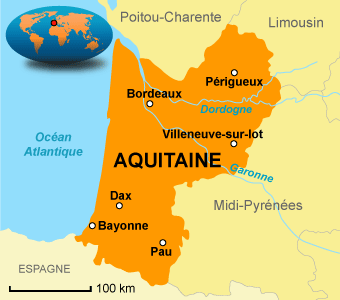 Poitou-Charente
Limousin
Périgueux
Bordeaux
Dordogne
Océan
Atlantique
Villeneuve-sur-lot
AQUITAINE
Garonne
Dax
Midi-Pyrénées
Bayonne
Pau
ESPAGNE
100 km